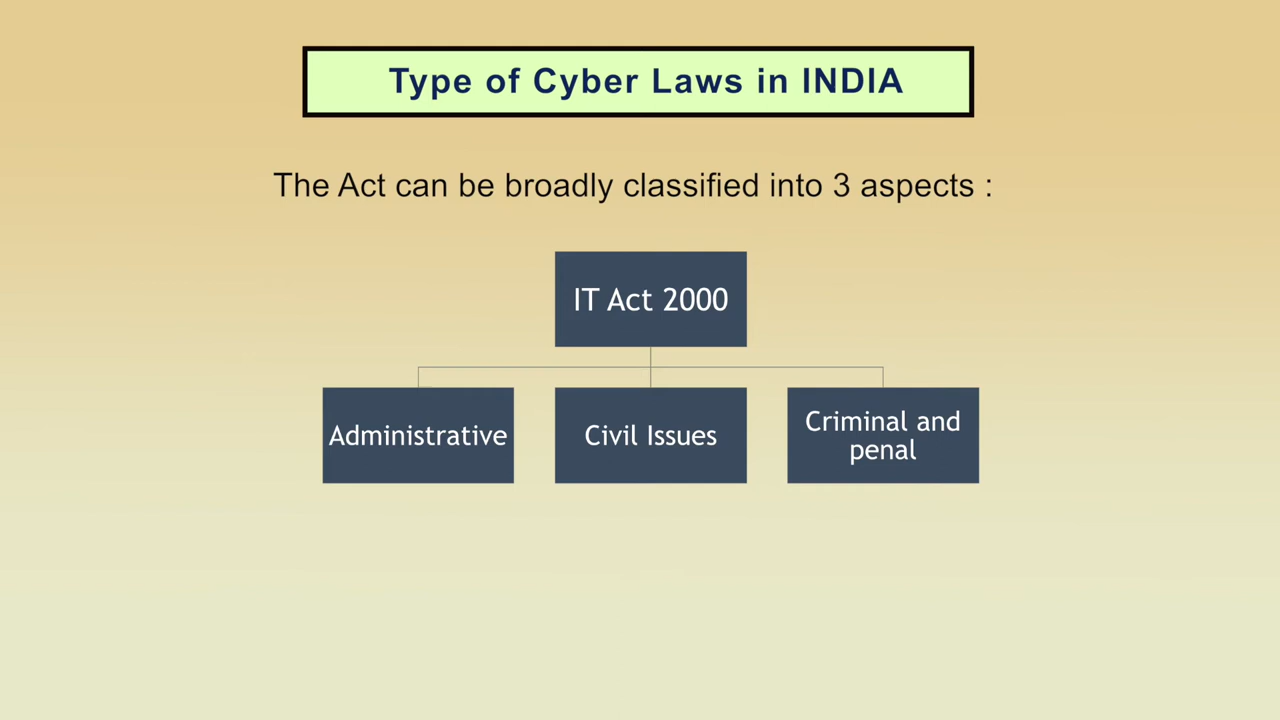 Type of Cyber Laws in INDIA
The Act can be broadly classified into 3 aspects :
IT Act 2000
Administrative
Civil Issues
Criminal and
penal